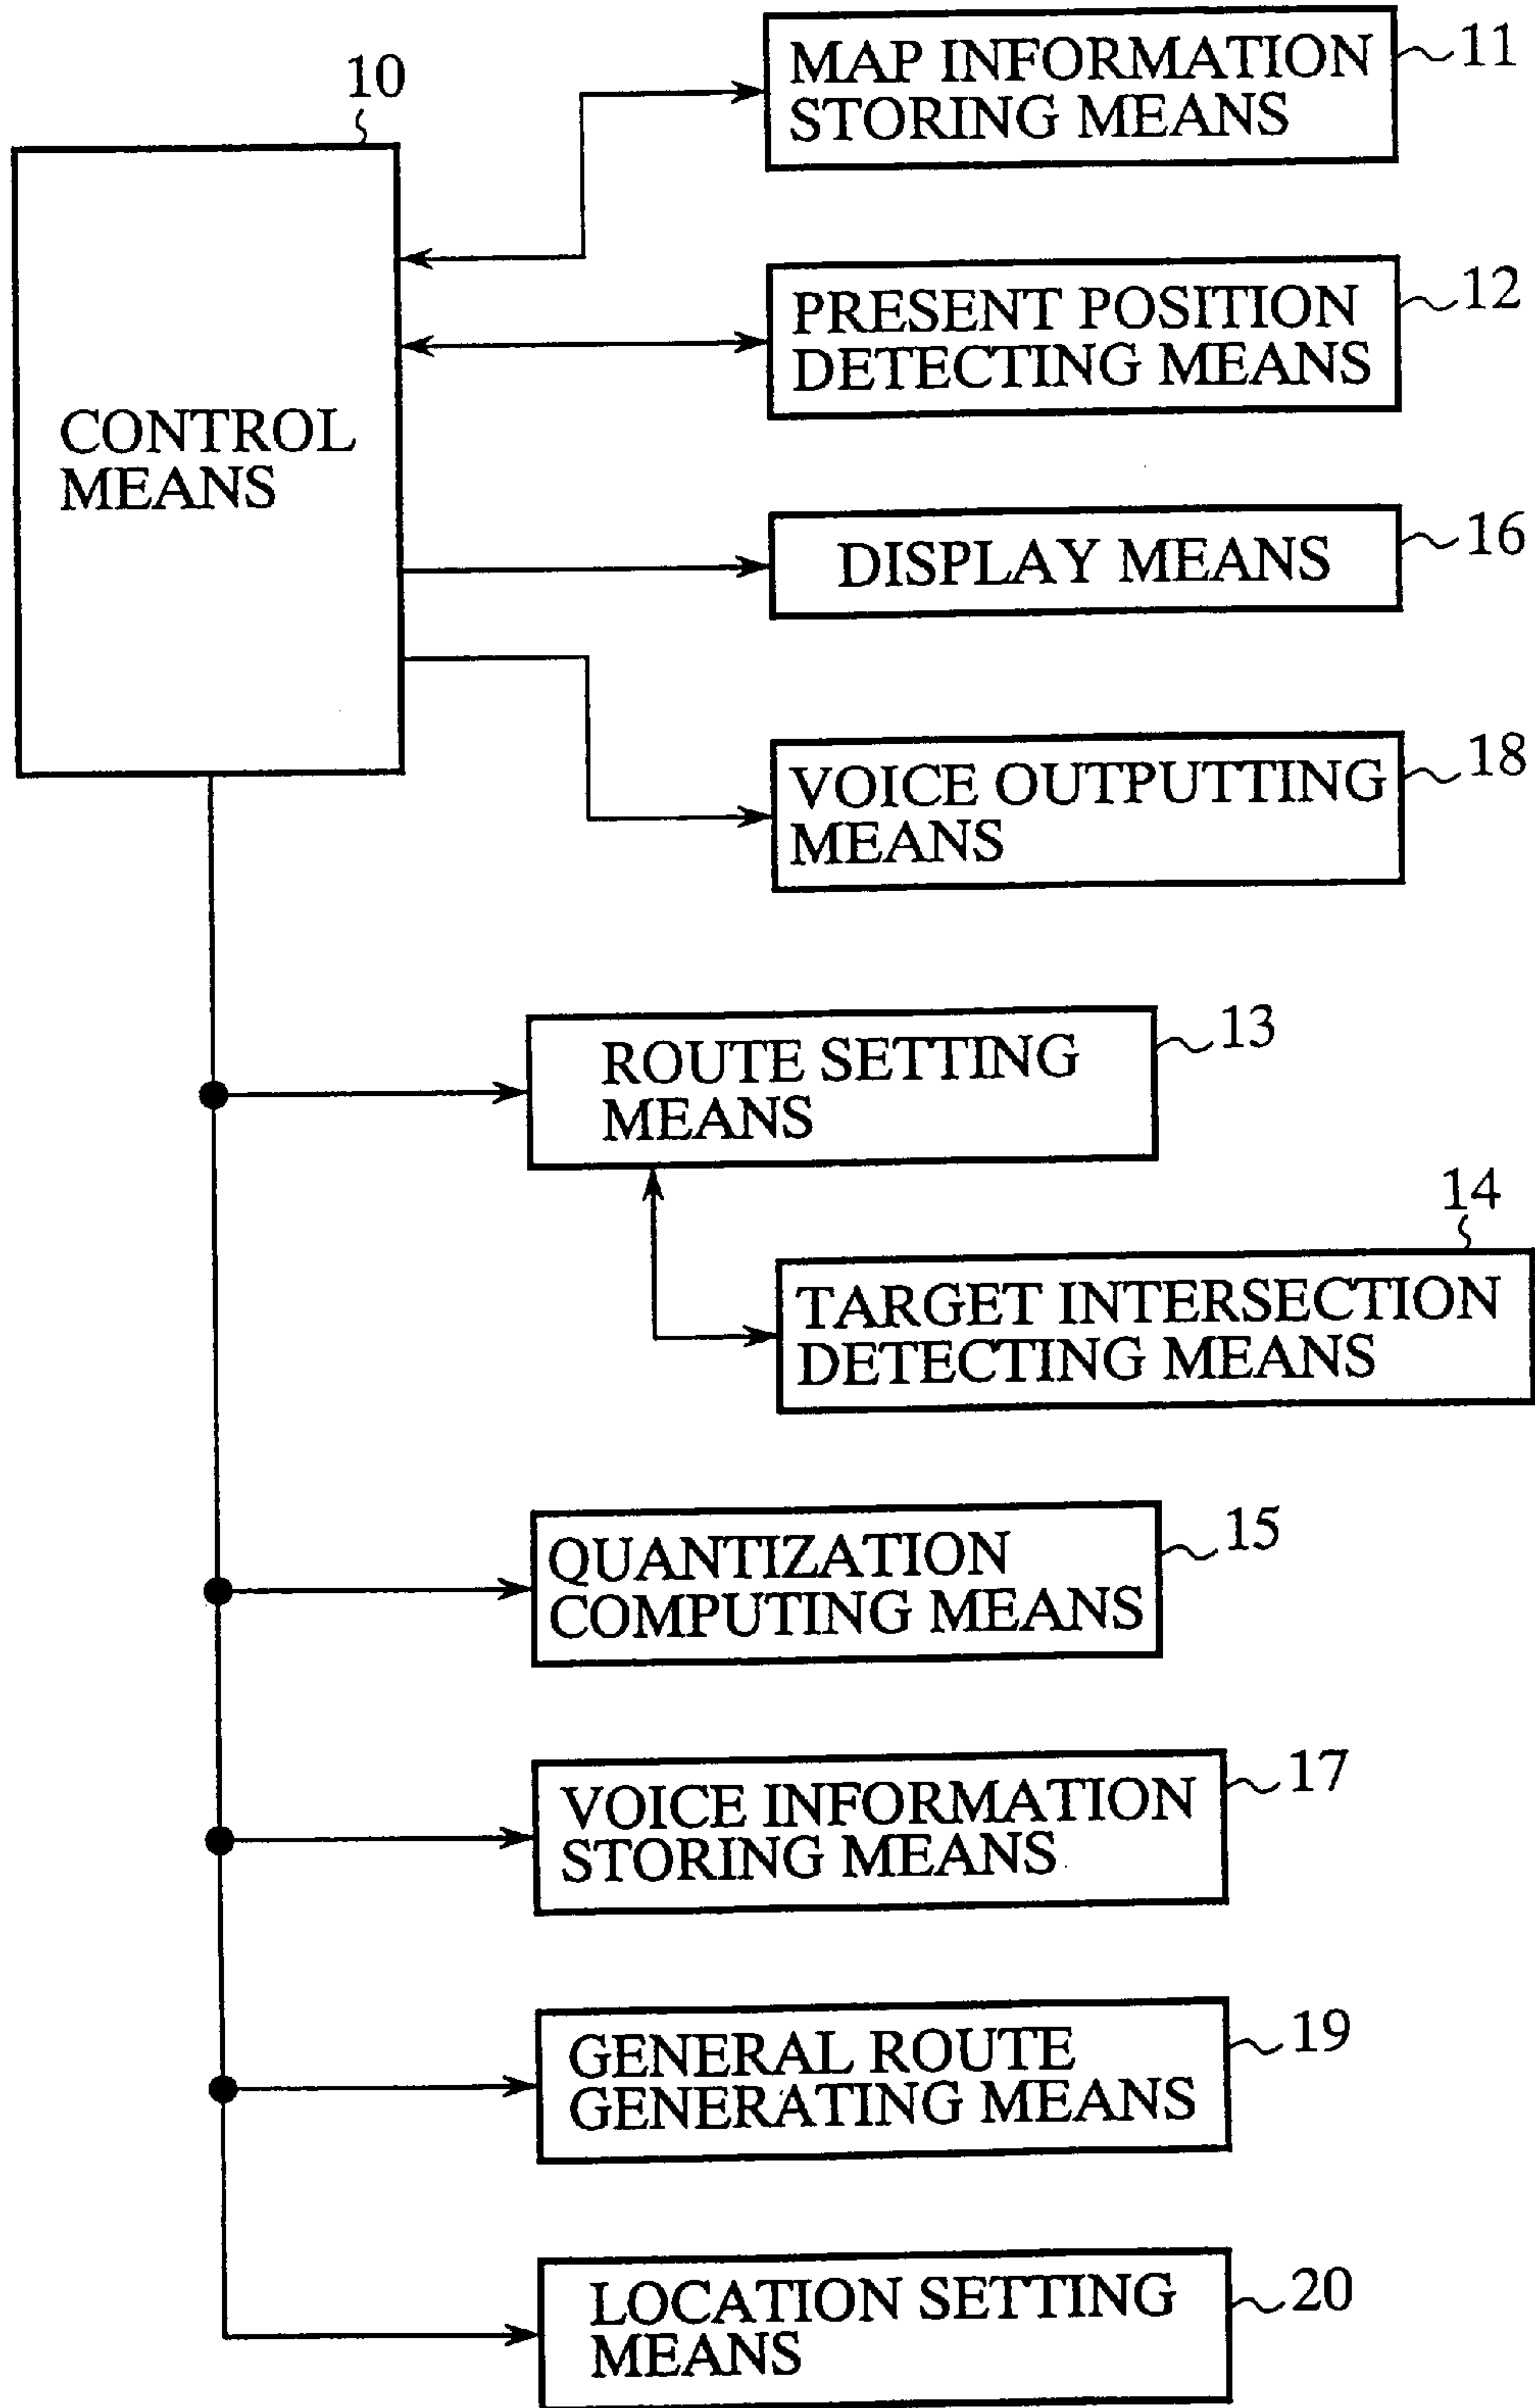 10
CONTROL
MEANS
MAP INFORMATION
STORING MEANS
11
PRESENT POSITION
DETECTING MEANS
12
DISPLAY MEANS
16
VOICE OUTPUTTING
MEANS
18
ROUTE SETTING
MEANS
13
14
TARGET INTERSECTION
DETECTING MEANS
QUANTIZATION
COMPUTING MEANS
15
VOICE INFORMATION
STORING MEANS
17
GENERAL ROUTE
GENERATING MEANS
19
LOCATION SETTING
MEANS
20